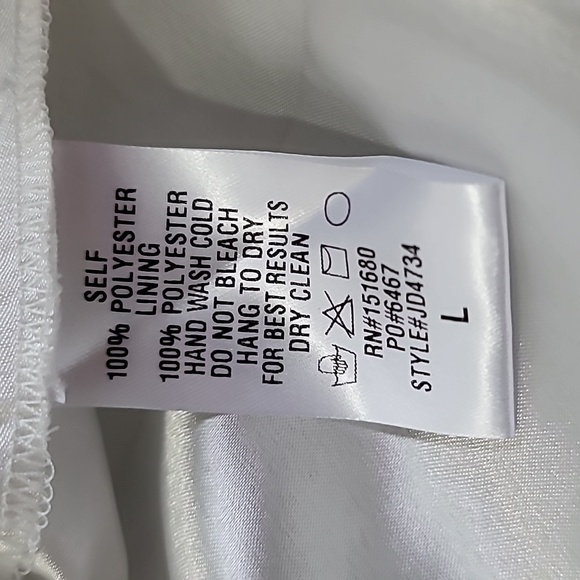 SELF
100% POLYESTER
LINING
100% POLYESTER
HAND WASH COLD
DO NOT BLEACH
HANG TO DRY
FOR BEST RESULTS
DRY CLEAN
RN#151680
PO#6467
STYLE#JD4734
L